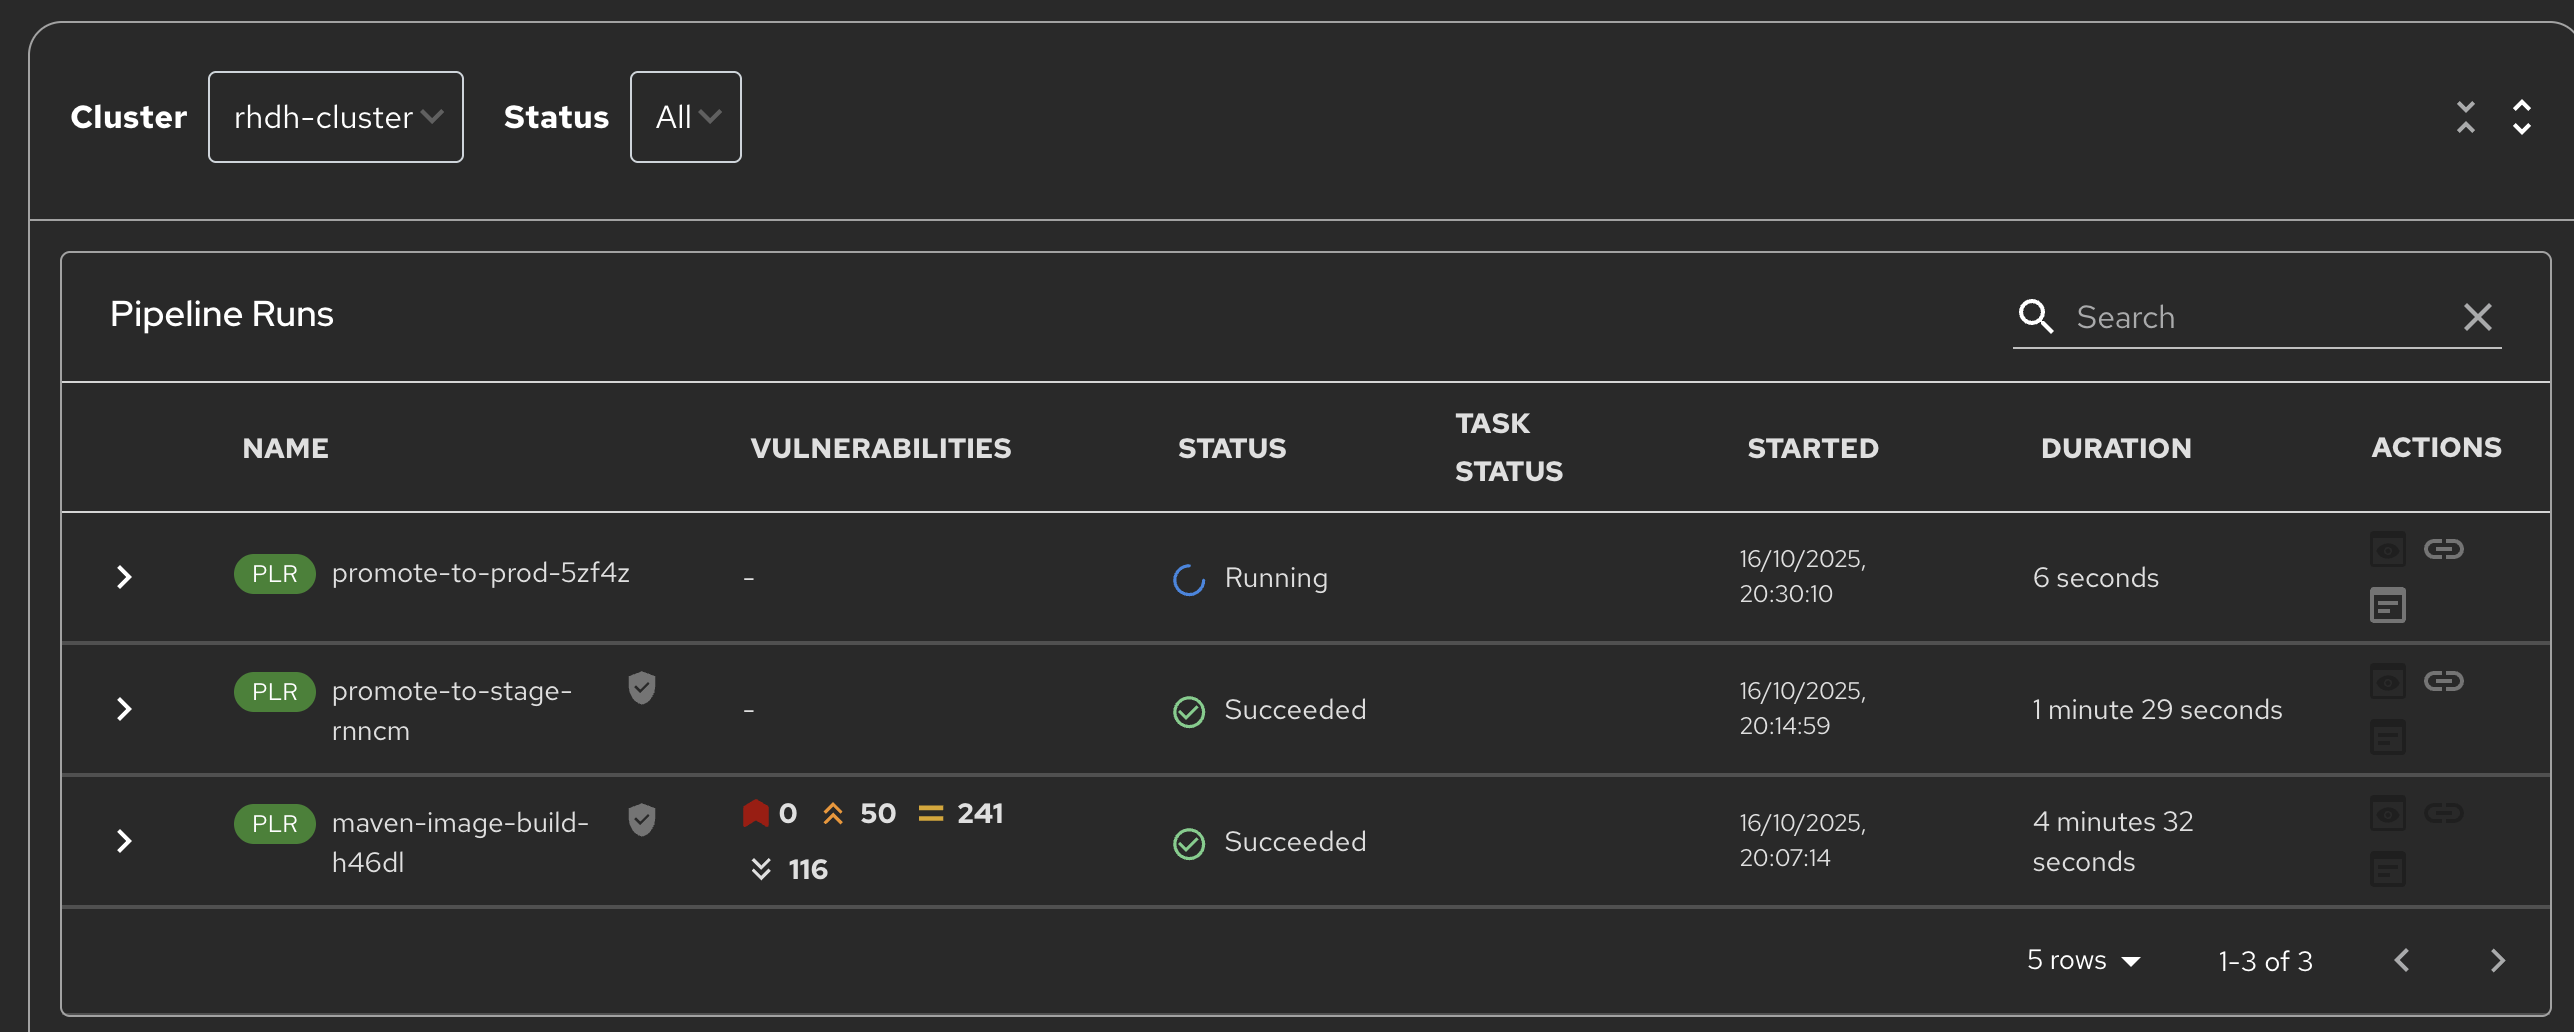 Cluster rhdh-cluster Status All
Pipeline Runs
Search
NAME VULNERABILITIES STATUS TASK STATUS STARTED DURATION ACTIONS
PLR promote-to-prod-5zf4z - Running 16/10/2025, 20:30:10 6 seconds
PLR promote-to-stage-rnncm - Succeeded 16/10/2025, 20:14:59 1 minute 29 seconds
PLR maven-image-build-h46dl 0 50 241 116 Succeeded 16/10/2025, 20:07:14 4 minutes 32 seconds
5 rows 1-3 of 3